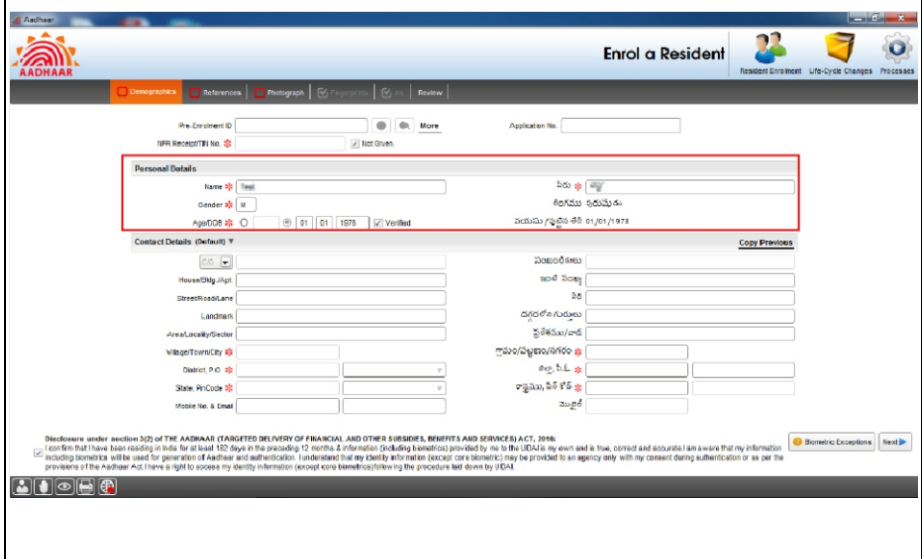 Aadhaar
AADHAAR
Enrol a Resident
Resident Enrolment Life-Cycle Changes Processes
Demographics References Photograph Fingerprints Iris Review
Pre-Enrolment ID More Application No.
NPR Receipt/TIN No. Not Given
Personal Details
Name Test పేరు
Gender M లింగము పురుషుడు
Age/DOB 01 01 1978 Verified వయసు /పుట్టిన తేది 01/01/1978
Contact Details (Default) Copy Previous
C/O
House/Bldg./Apt. ఇంటి సంఖ్య
Street/Road/Lane వీధి
Landmark
Area/Locality/Sector ప్రదేశము/వాడ
Village/Town/City గ్రామం/పట్టణం/నగరం
District, P.O. జిల్లా,
State, PinCode రాష్ట్రము, పిన్ కోడ్
Mobile No. & Email మొబైల్
Disclosure under section 3(2) of THE AADHAAR (TARGETED DELIVERY OF FINANCIAL AND OTHER SUBSIDIES, BENEFITS AND SERVICES) ACT, 2016:
I confirm that I have been residing in India for at least 182 days in the preceding 12 months & information (including biometrics) provided by me to the UIDAI is my own and is true, correct and accurate I am aware that my information
including biometrics will be used for generation of Aadhaar and authentication. I understand that my identity information (except core biometric) may be provided to an agency only with my consent during authentication or as per the
provisions of the Aadhaar Act. I have a right to access my identity information (except core biometrics) following the procedure laid down by UIDAI.
Biometric Exceptions Next